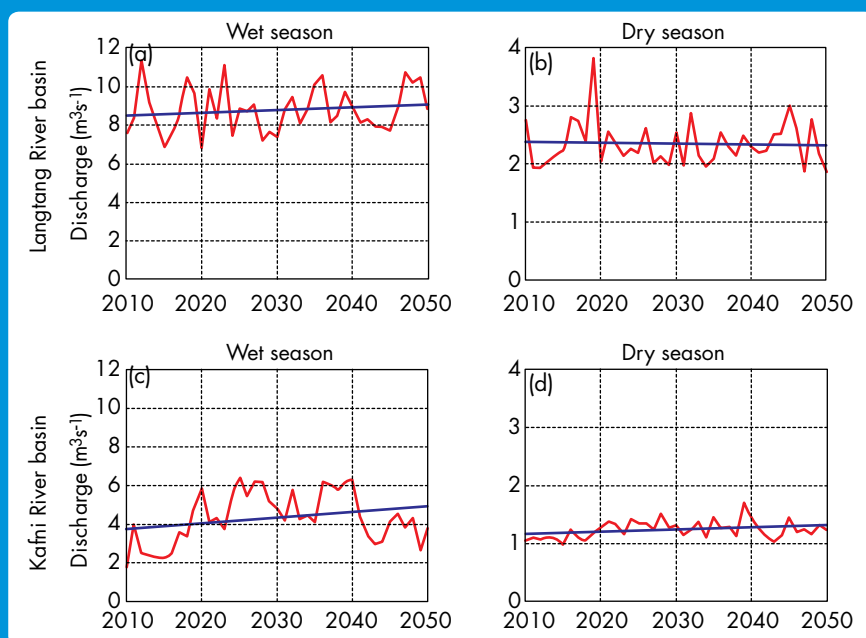 Wet season
Dry season
(a)
(b)
Langtang River basin
Discharge (m³s-¹)
12
10
8
6
4
2
0
4
3
2
1
0
2010 2020 2030 2040 2050
2010 2020 2030 2040 2050
Wet season
Dry season
(c)
(d)
Kafni River basin
Discharge (m³s-¹)
12
10
8
6
4
2
0
4
3
2
1
0
2010 2020 2030 2040 2050
2010 2020 2030 2040 2050